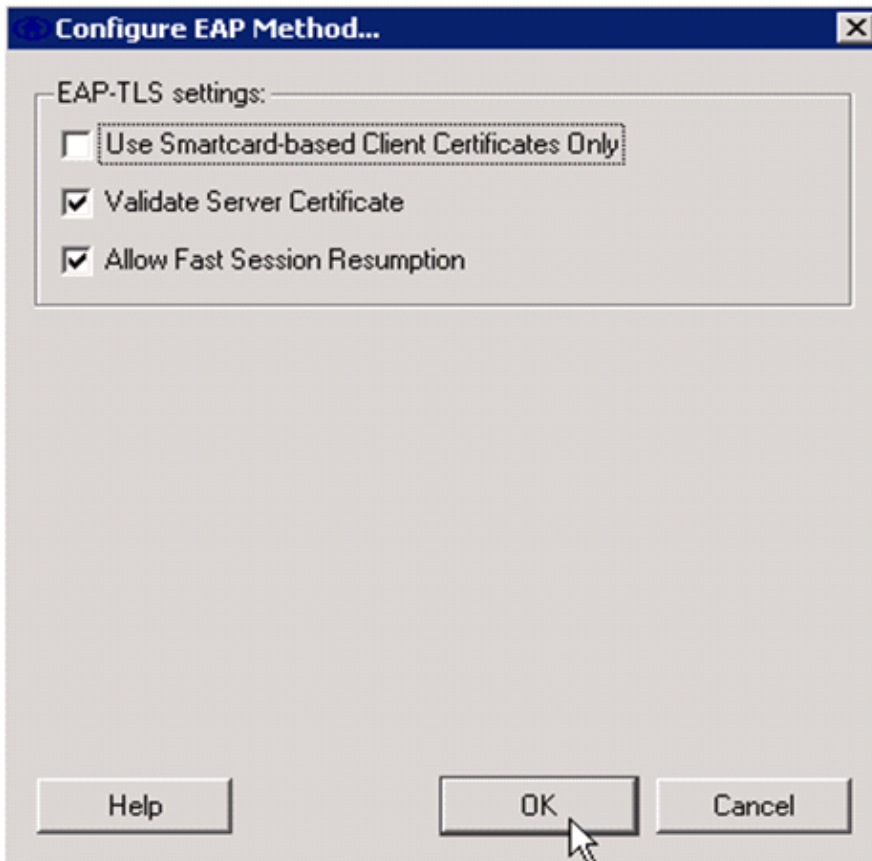 Configure EAP Method...
EAP-TLS settings:
Use Smartcard-based Client Certificates Only
Validate Server Certificate
Allow Fast Session Resumption
Help OK Cancel